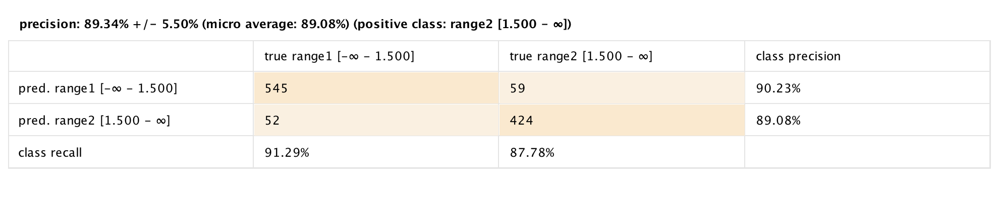 precision: 89.34% +/- 5.50% (micro average: 89.08%) (positive class: range2 [1.500 - ∞])
true range1 [-∞ - 1.500] true range2 [1.500 - ∞] class precision
pred. range1 [-∞ - 1.500] 545 59 90.23%
pred. range2 [1.500 - ∞] 52 424 89.08%
class recall 91.29% 87.78%